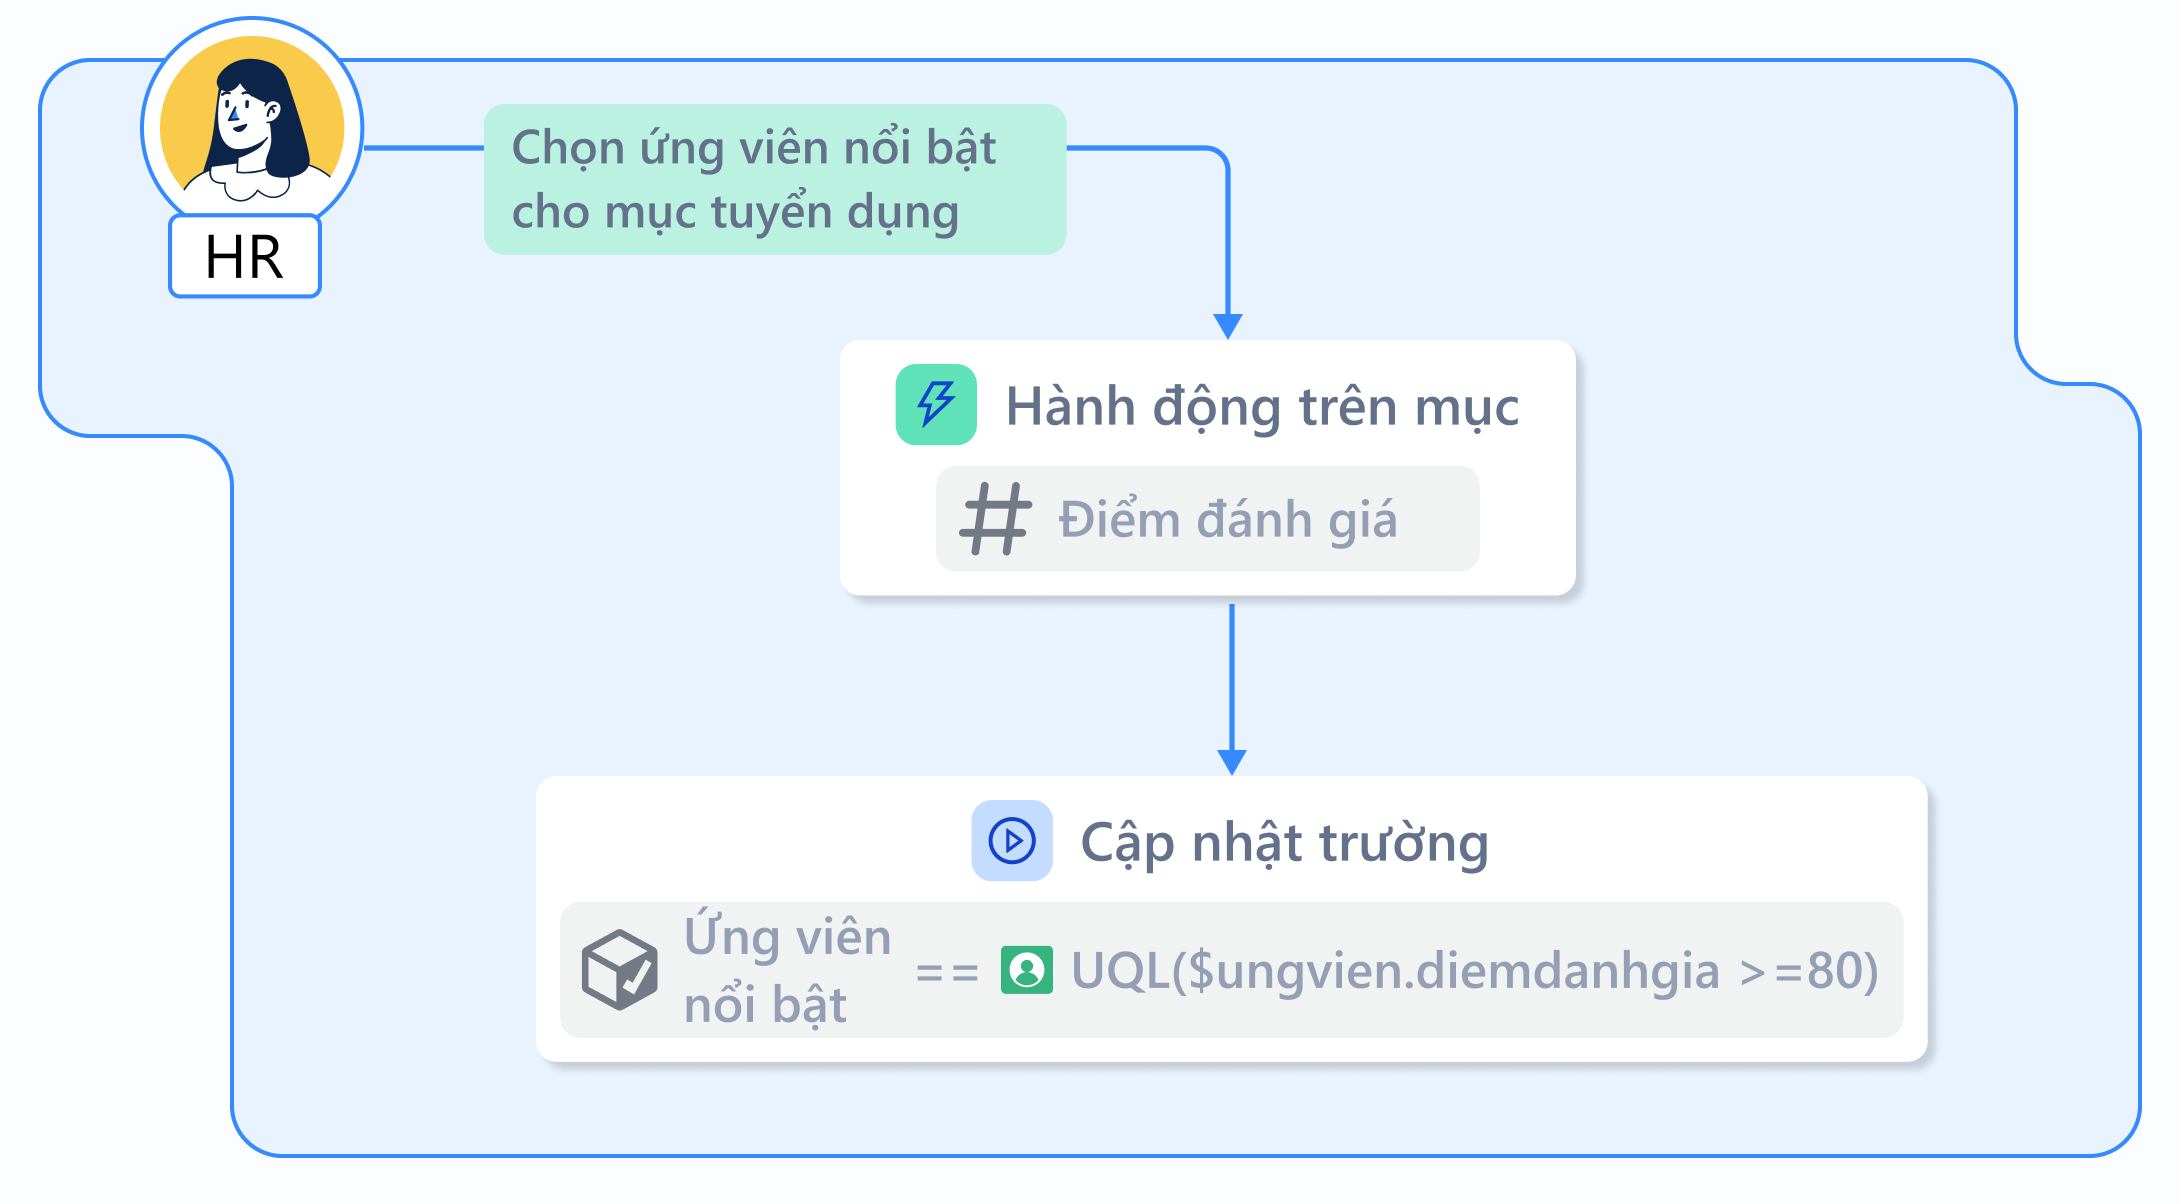 HR
Chọn ứng viên nổi bật
cho mục tuyển dụng
Hành động trên mục
Điểm đánh giá
Cập nhật trường
Ứng viên
nổi bật
== UQL($ungvien.diemdanhgia >=80)